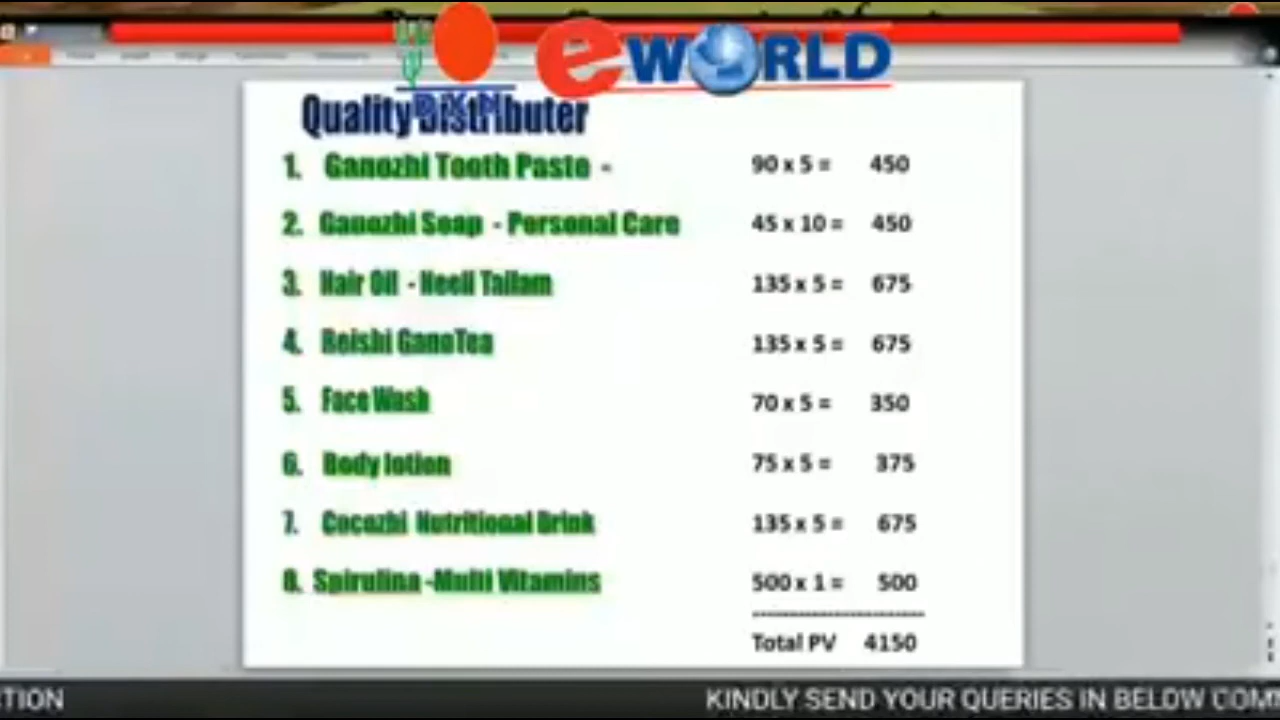 eWORLD
DXN
Quality Distributer
1. Ganozhi Tooth Paste - 90 x 5 = 450
2. Ganozhi Soap - Personal Care 45 x 10 = 450
3. Hair Oil - Neeli Tailam 135 x 5 = 675
4. Reishi GanoTea 135 x 5 = 675
5. Face Wash 70 x 5 = 350
6. Body lotion 75 x 5 = 375
7. Cocozhi Nutritional Drink 135 x 5 = 675
8. Spirulina -Multi Vitamins 500 x 1 = 500
Total PV 4150
STION KINDLY SEND YOUR QUERIES IN BELOW COM